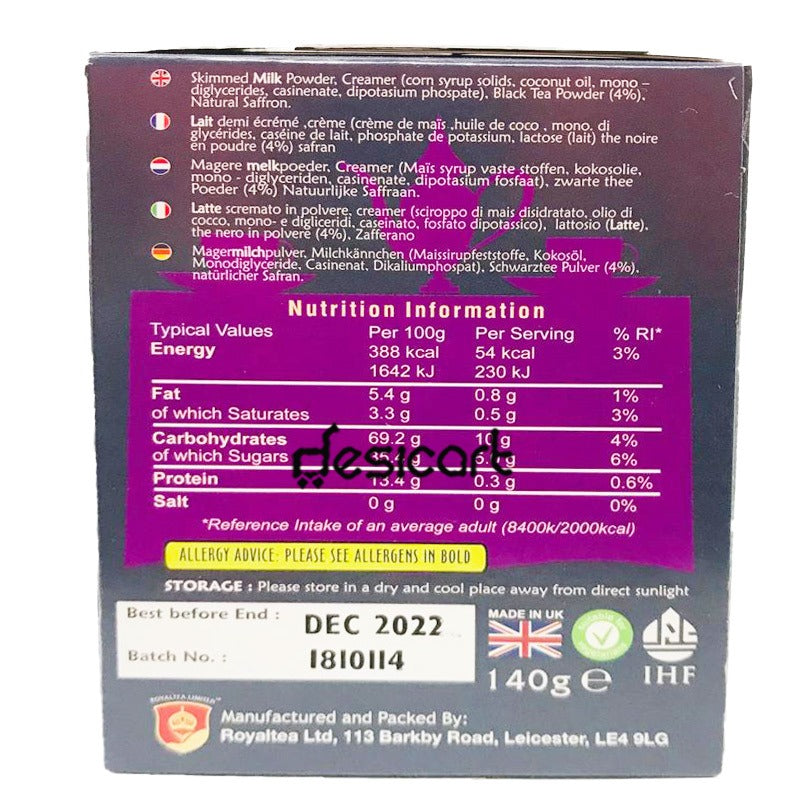 Skimmed Milk Powder, Creamer (corn syrup solids, coconut oil, mono –
diglycerides, casinenate, dipotasium phospate), Black Tea Powder (4%),
Natural Saffron.
Lait demi écrémé ,crème (crème de maïs ,huile de coco , mono. di
glycérides, caséine de lait, phosphate de potassium, lactose (lait) the noire
en poudre (4%) safran
Magere melkpoeder, Creamer (Maïs syrup vaste stoffen, kokosolie,
mono - diglyceriden, casinenate, dipotasium fosfaat), zwarte thee
Poeder (4%) Natuurlijke Saffraan.
Latte scremato in polvere, creamer (sciroppo di mais disidratato, olio di
cocco, mono- e digliceridi, caseinato, fosfato dipotassico), lattosio (Latte),
the nero in polvere (4%), Zafferano
Magermilchpulver, Milchkännchen (Maissirupfeststoffe, Kokosöl,
Monodiglyceride, Casinenat, Dikaliumphospat), Schwarztee Pulver (4%),
natürlicher Safran.
Nutrition Information
Typical Values Per 100g Per Serving % RI*
Energy 388 kcal 54 kcal 3%
1642 kJ 230 kJ
Fat 5.4 g 0.8 g 1%
of which Saturates 3.3 g 0.5 g 3%
Carbohydrates 69.2 g 10 g 4%
of which Sugars 6%
desicart
Protein 13.4 g 0.3 g 0.6%
Salt 0 g 0 g 0%
*Reference Intake of an average adult (8400k/2000kcal)
ALLERGY ADVICE: PLEASE SEE ALLERGENS IN BOLD
STORAGE : Please store in a dry and cool place away from direct sunlight
Best before End : DEC 2022
Batch No. : 1810114
MADE IN UK
140g e
IHF
ROYALTEA LIMITED
Manufactured and Packed By:
Royaltea Ltd, 113 Barkby Road, Leicester, LE4 9LG